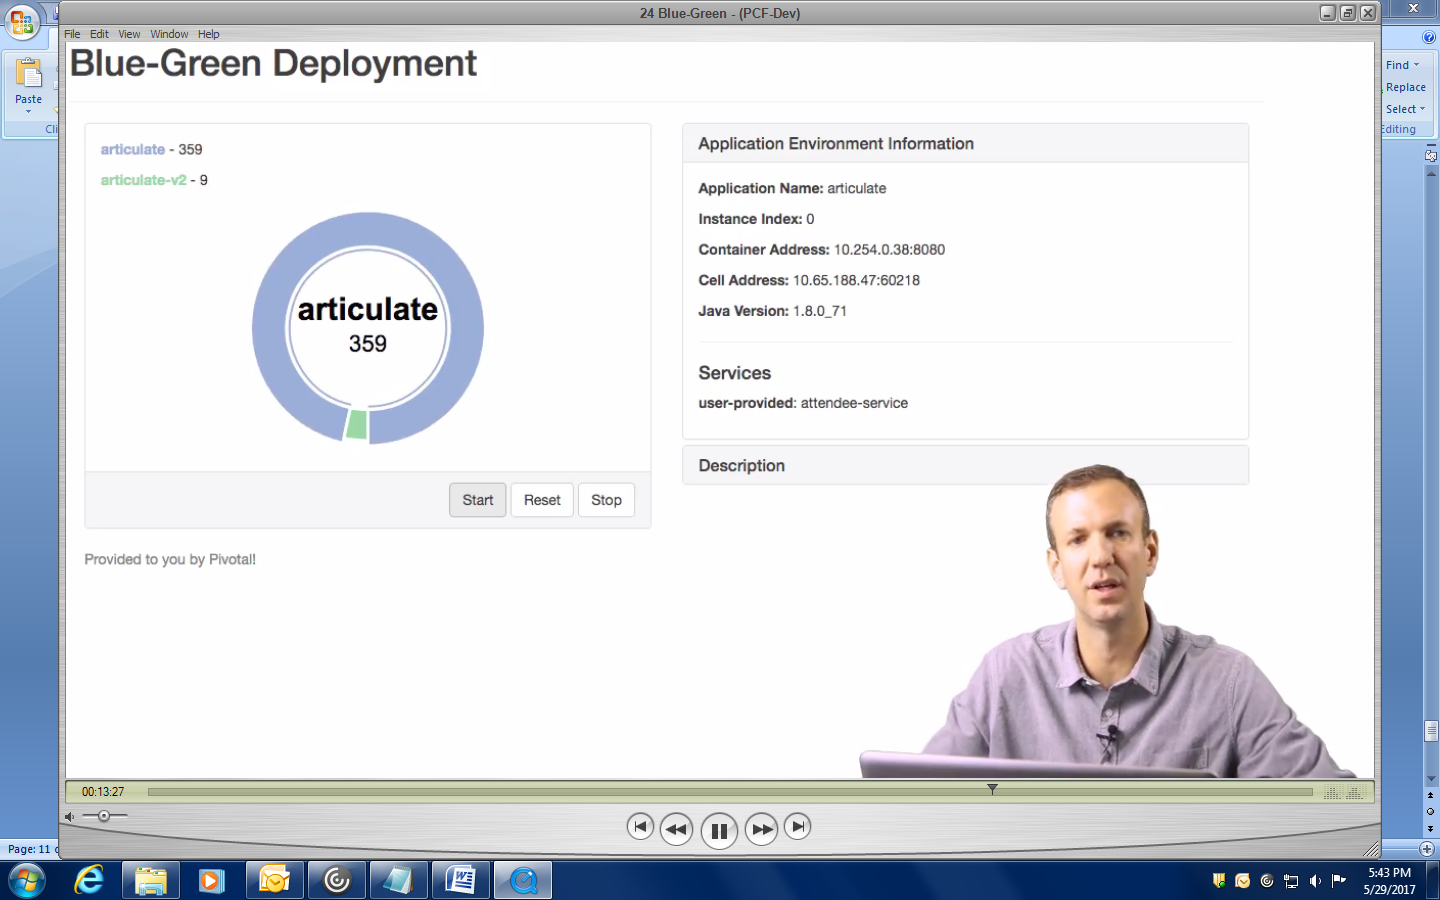 24 Blue-Green - (PCF-Dev)
File Edit View Window Help
Blue-Green Deployment
Paste
Find
Replace
Select
Editing
articulate - 359
articulate-v2 - 9
articulate
359
Start Reset Stop
Provided to you by Pivotal!
Application Environment Information
Application Name: articulate
Instance Index: 0
Container Address: 10.254.0.38:8080
Cell Address: 10.65.188.47:60218
Java Version: 1.8.0_71
Services
user-provided: attendee-service
Description
00:13:27
Page: 11
5:43 PM
5/29/2017